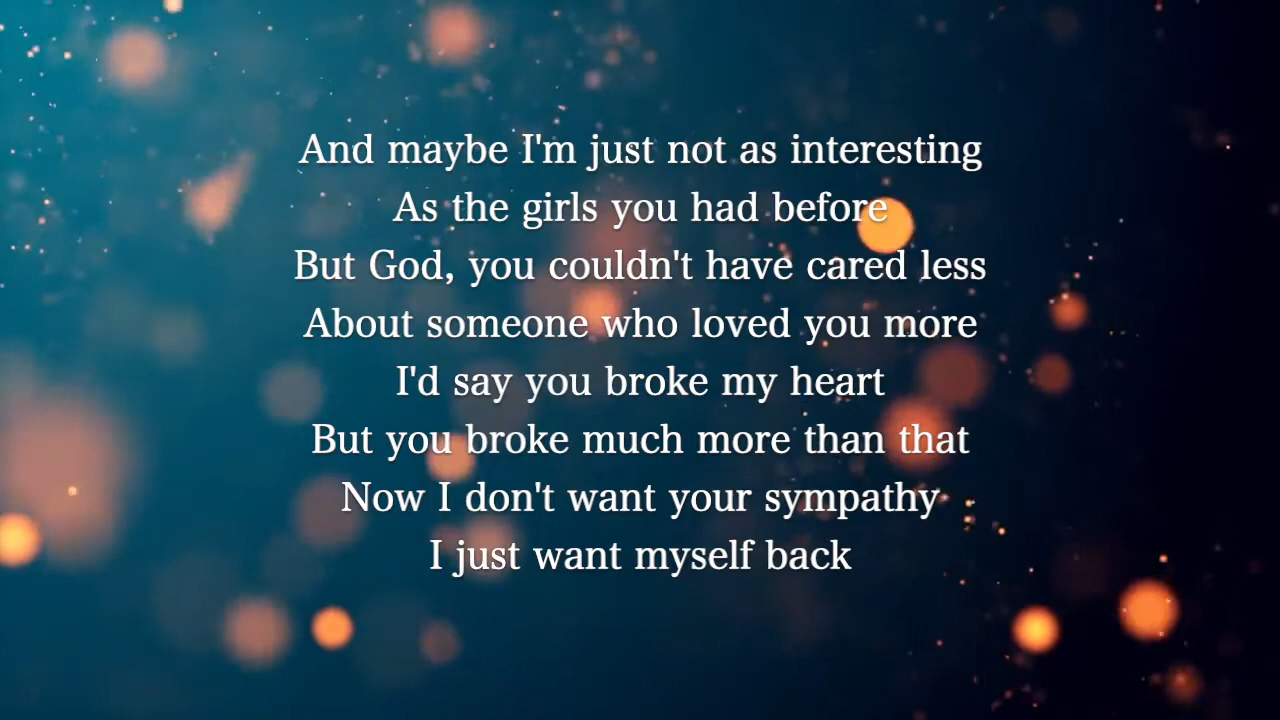 And maybe I'm just not as interesting
As the girls you had before
But God, you couldn't have cared less
About someone who loved you more
I'd say you broke my heart
But you broke much more than that
Now I don't want your sympathy
I just want myself back